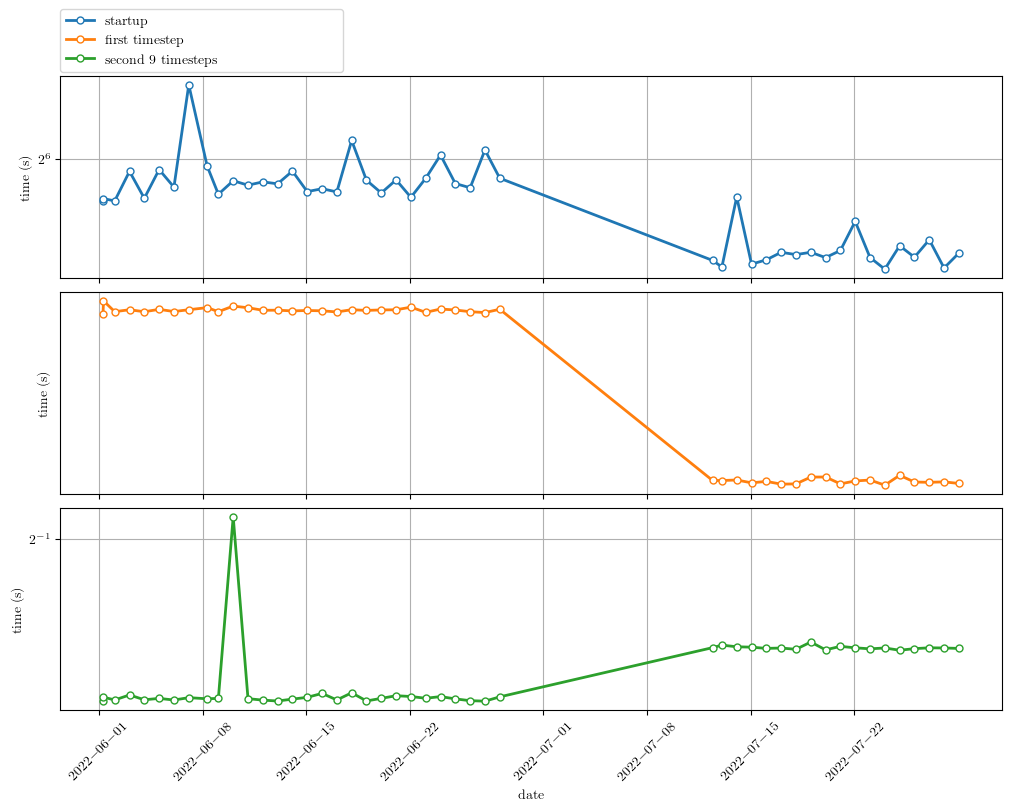 startup
first timestep
second 9 timesteps
time (s)
2^6
time (s)
time (s)
2^−1
2022−06−01
2022−06−08
2022−06−15
2022−06−22
2022−07−01
2022−07−08
2022−07−15
2022−07−22
date